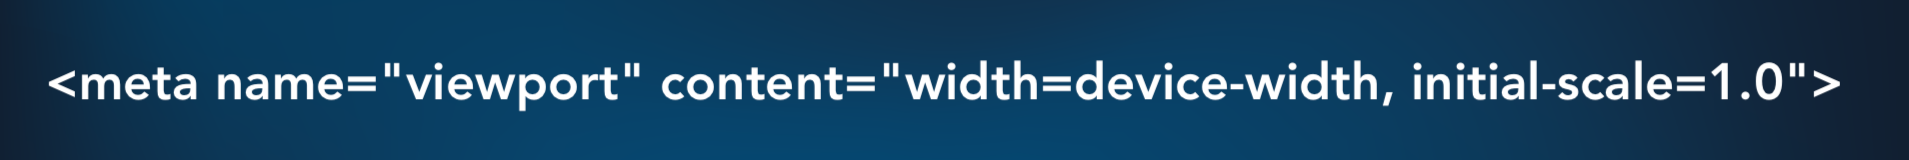 <meta name="viewport" content="width=device-width, initial-scale=1.0">